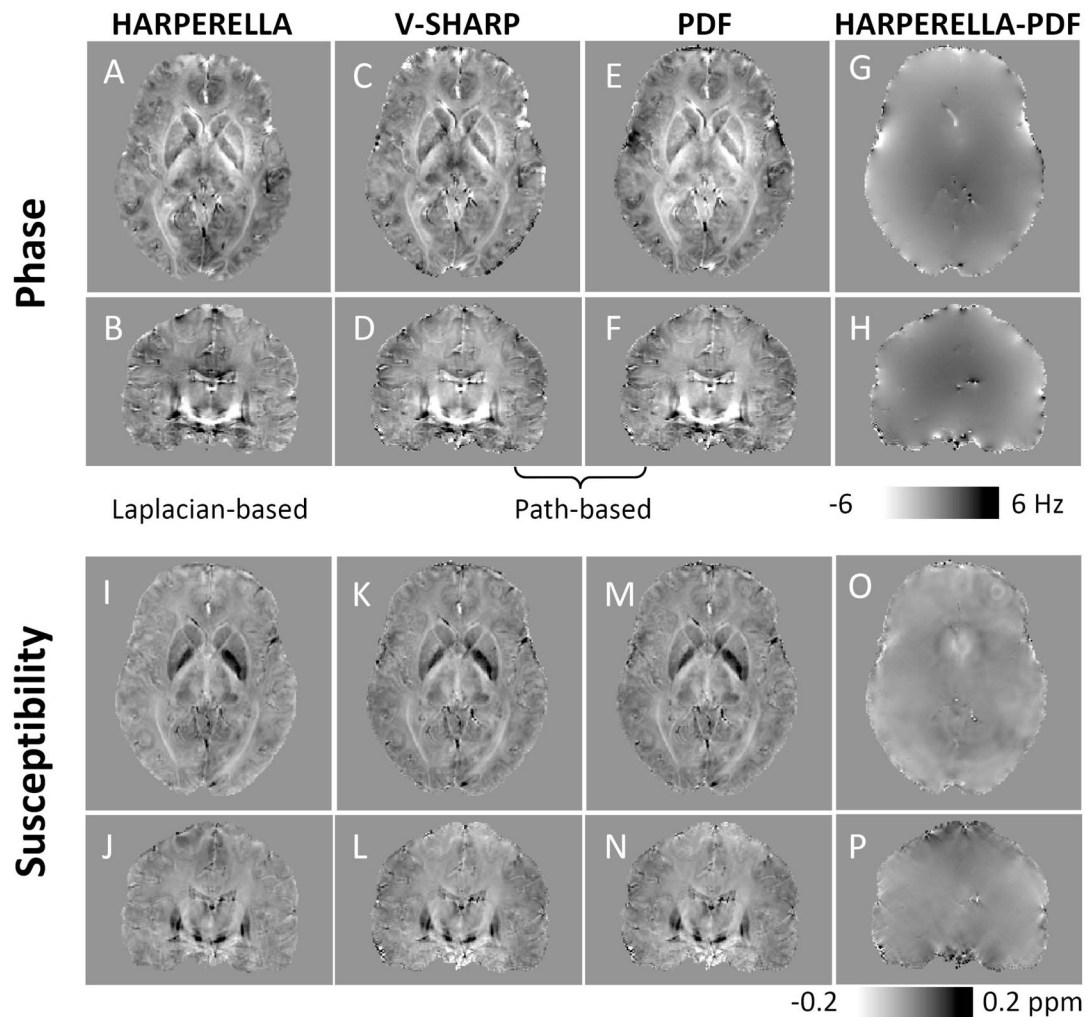 HARPERELLA V-SHARP PDF HARPERELLA-PDF
Phase
A C E G
B D F H
Laplacian-based Path-based -6 6 Hz
Susceptibility
I K M O
J L N P
-0.2 0.2 ppm